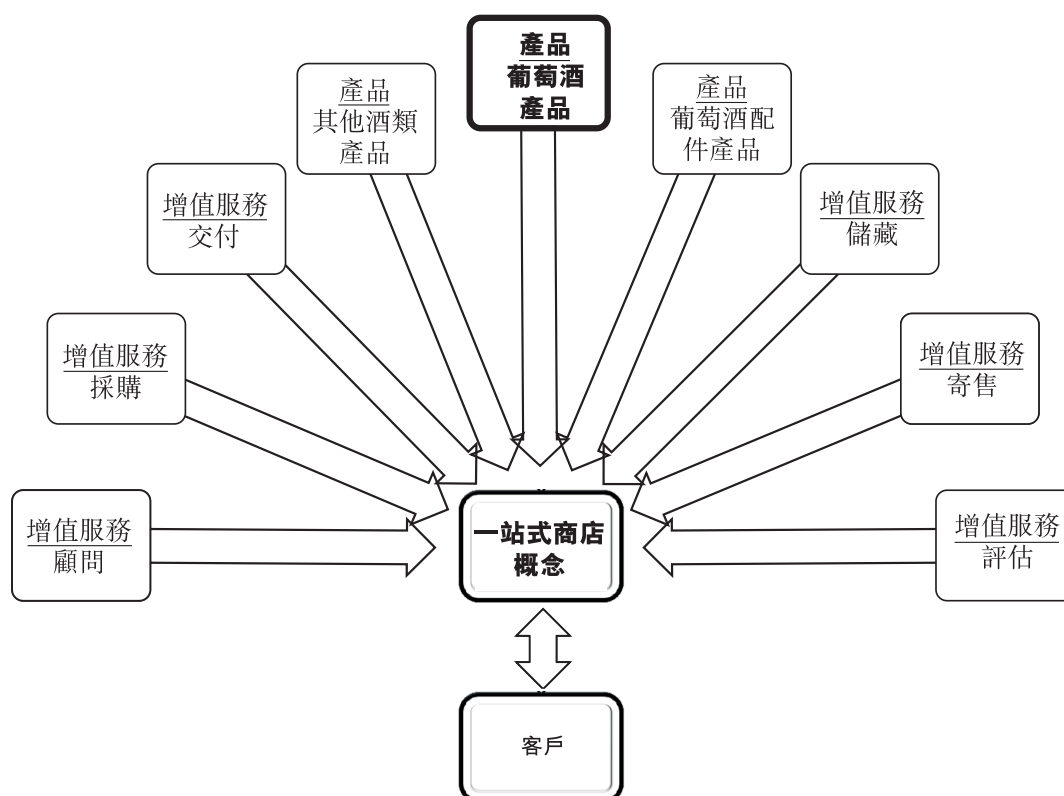 產品
葡萄酒
產品
產品
其他酒類
產品
產品
葡萄酒配
件產品
增值服務
交付
增值服務
儲藏
增值服務
採購
增值服務
寄售
增值服務
顧問
一站式商店
概念
增值服務
評估
客戶